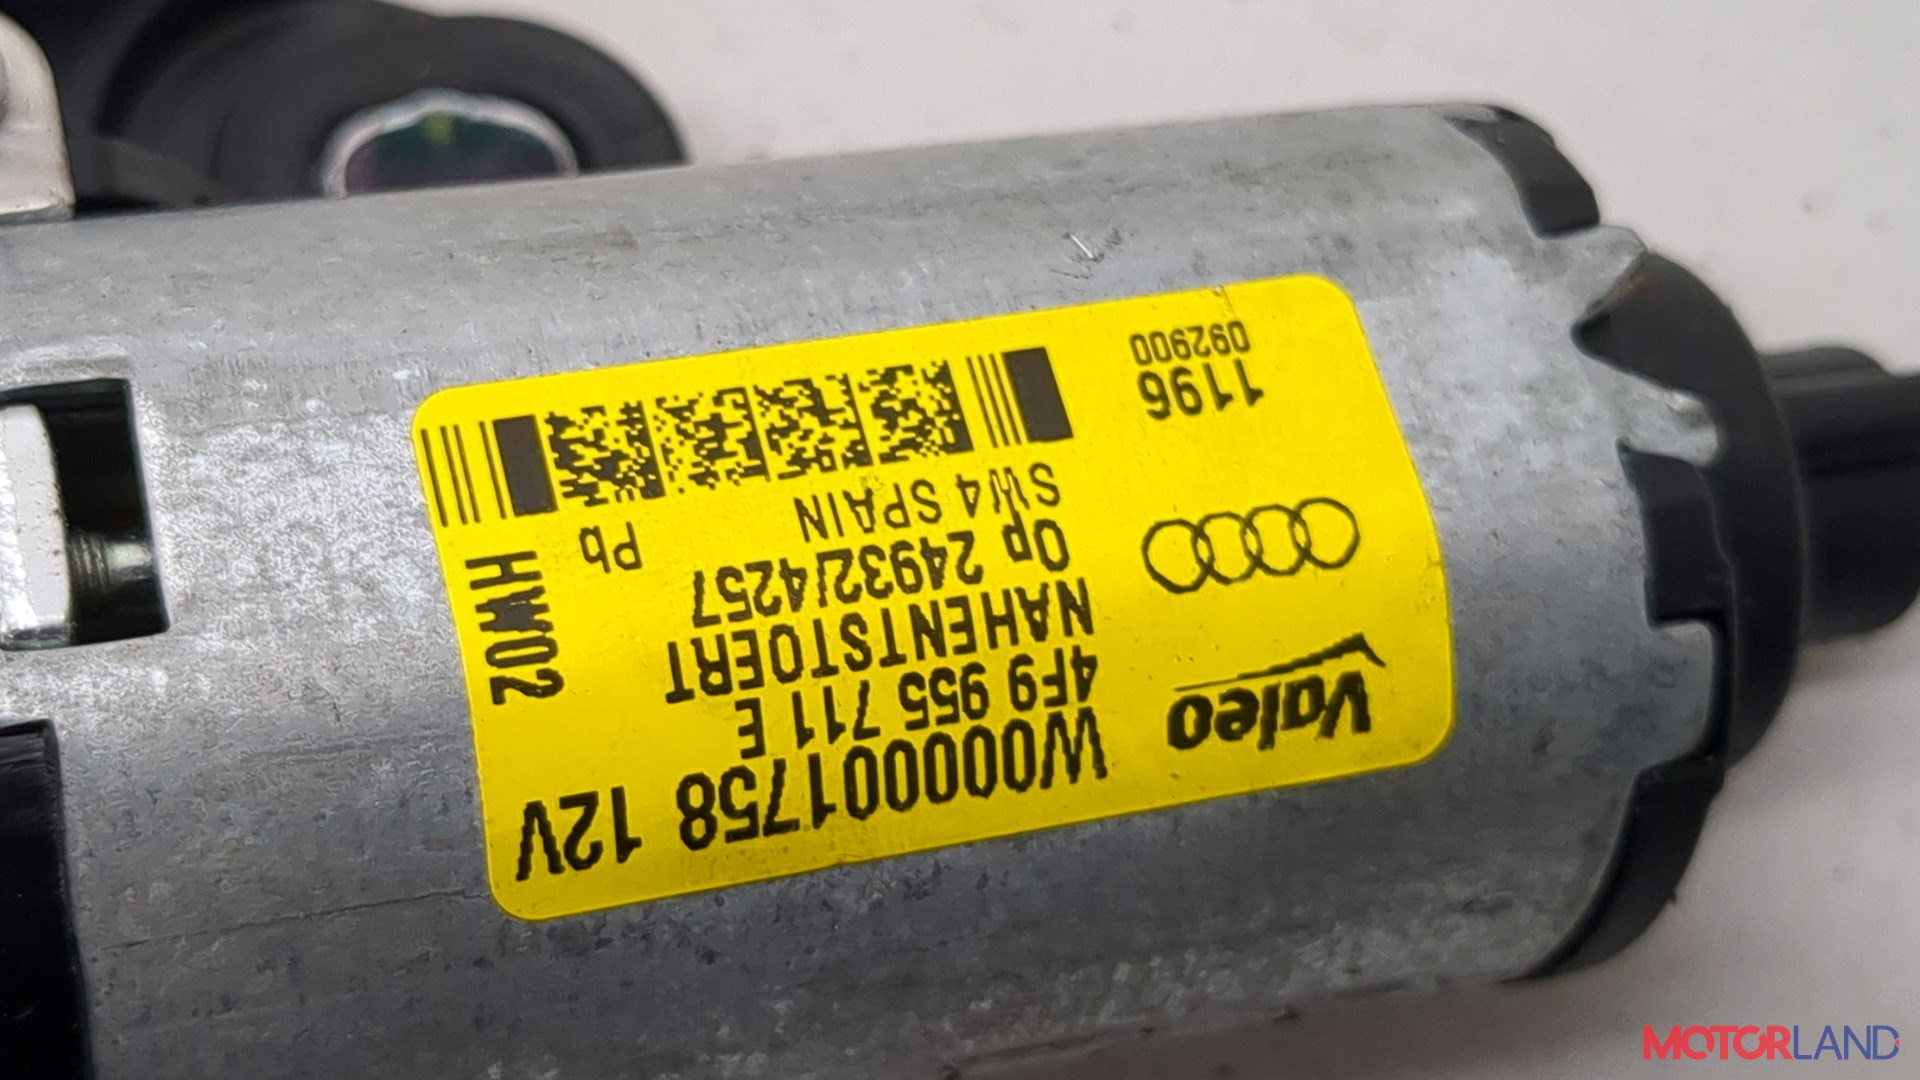 Valeo
W000001758 12V
4F9 955 711 E
NAHENTSTOERT
Op 24932/4257
SW4 SPAIN
Pb
HW02
1196
092900
MOTORLAND